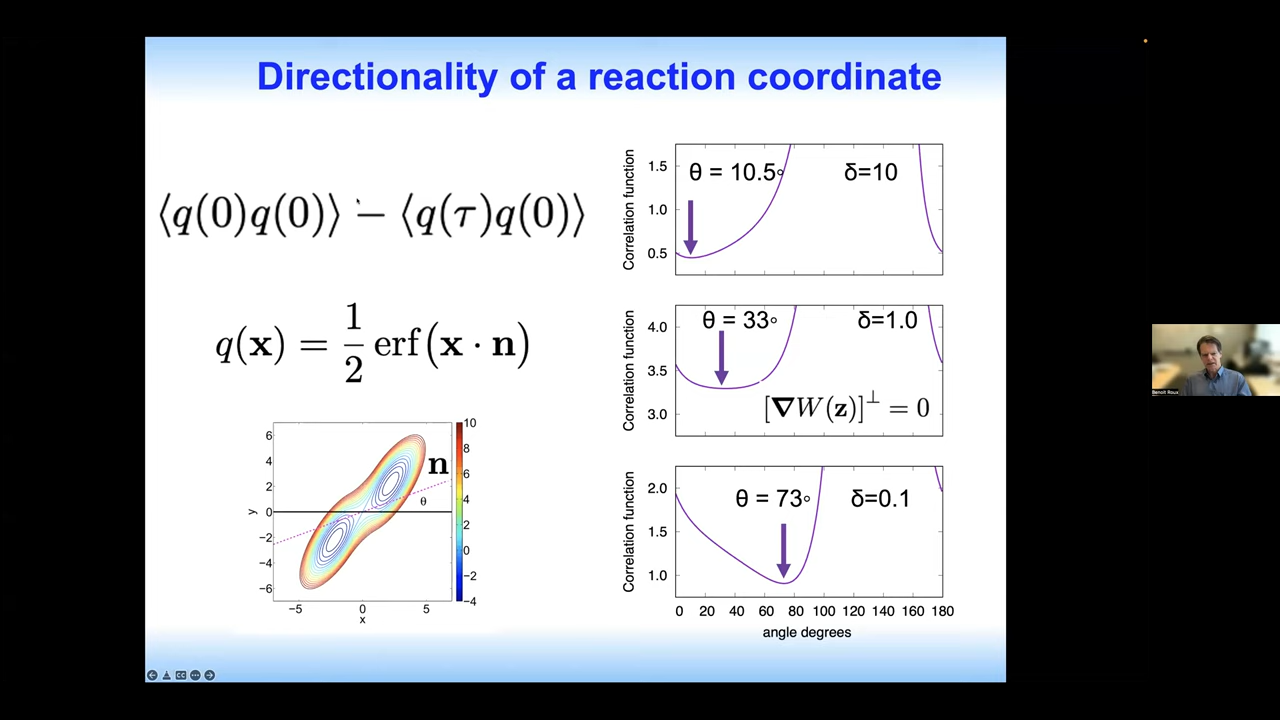 Directionality of a reaction coordinate
⟨q(0)q(0)⟩ − ⟨q(τ)q(0)⟩
q(x) = 1/2 erf(x · n)
6
4
2
0
−2
−4
−6
y
−5
0
5
x
n
θ
10
8
6
4
2
0
−2
−4
Correlation function
1.5
1.0
0.5
θ = 10.5∘
δ=10
Correlation function
4.0
3.5
3.0
θ = 33∘
δ=1.0
[∇W(z)]⊥ = 0
Correlation function
2.0
1.5
1.0
θ = 73∘
δ=0.1
0 20 40 60 80 100 120 140 160 180
angle degrees
Benoit Roux